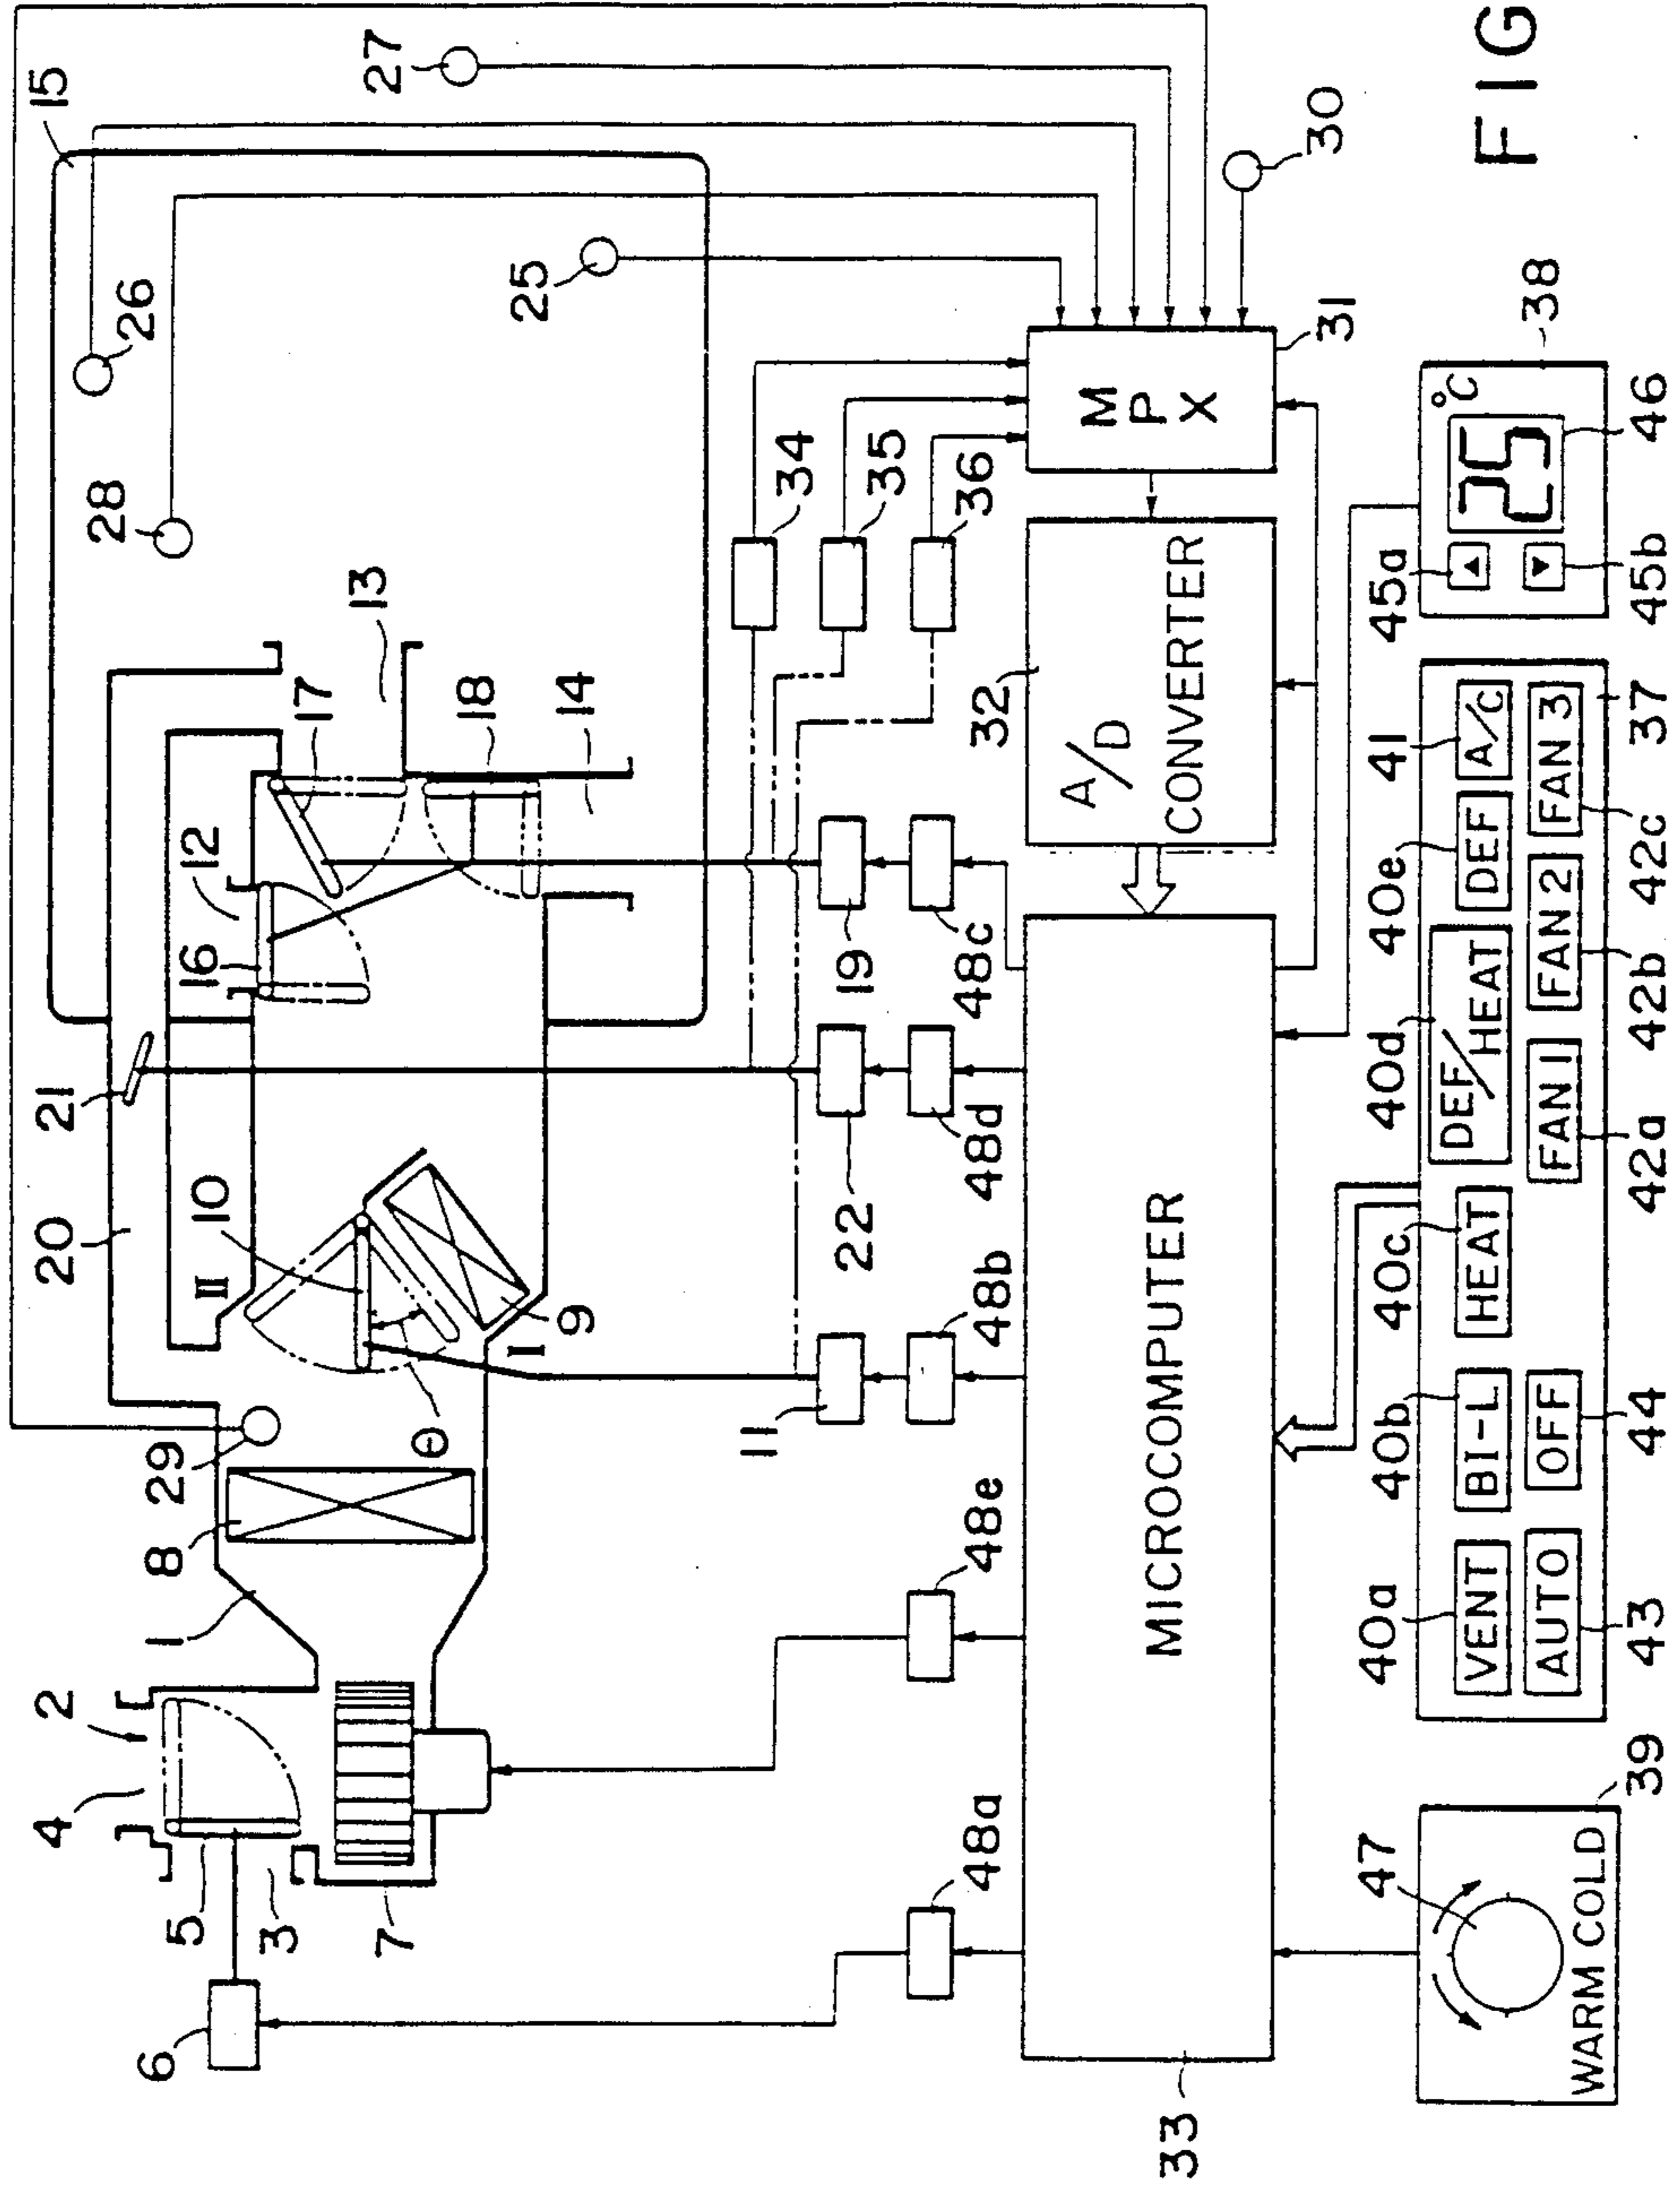 15
27
26
28
25
30
21
20
12
16
17
13
18
14
10
II
I
9
θ
29
8
1
2
4
5
3
7
6
34
35
36
31
M
P
X
32
A/D
CONVERTER
19
48c
22
48d
11
48b
48e
48a
MICROCOMPUTER
33
47
39
WARM COLD
40a
40b
40c
40d
40e
41
VENT
BI-L
HEAT
DEF/
HEAT
DEF
A/C
AUTO
OFF
FAN 1
FAN 2
FAN 3
43
44
42a
42b
42c
37
45a
▲
▼
45b
25
°C
46
38
FIG